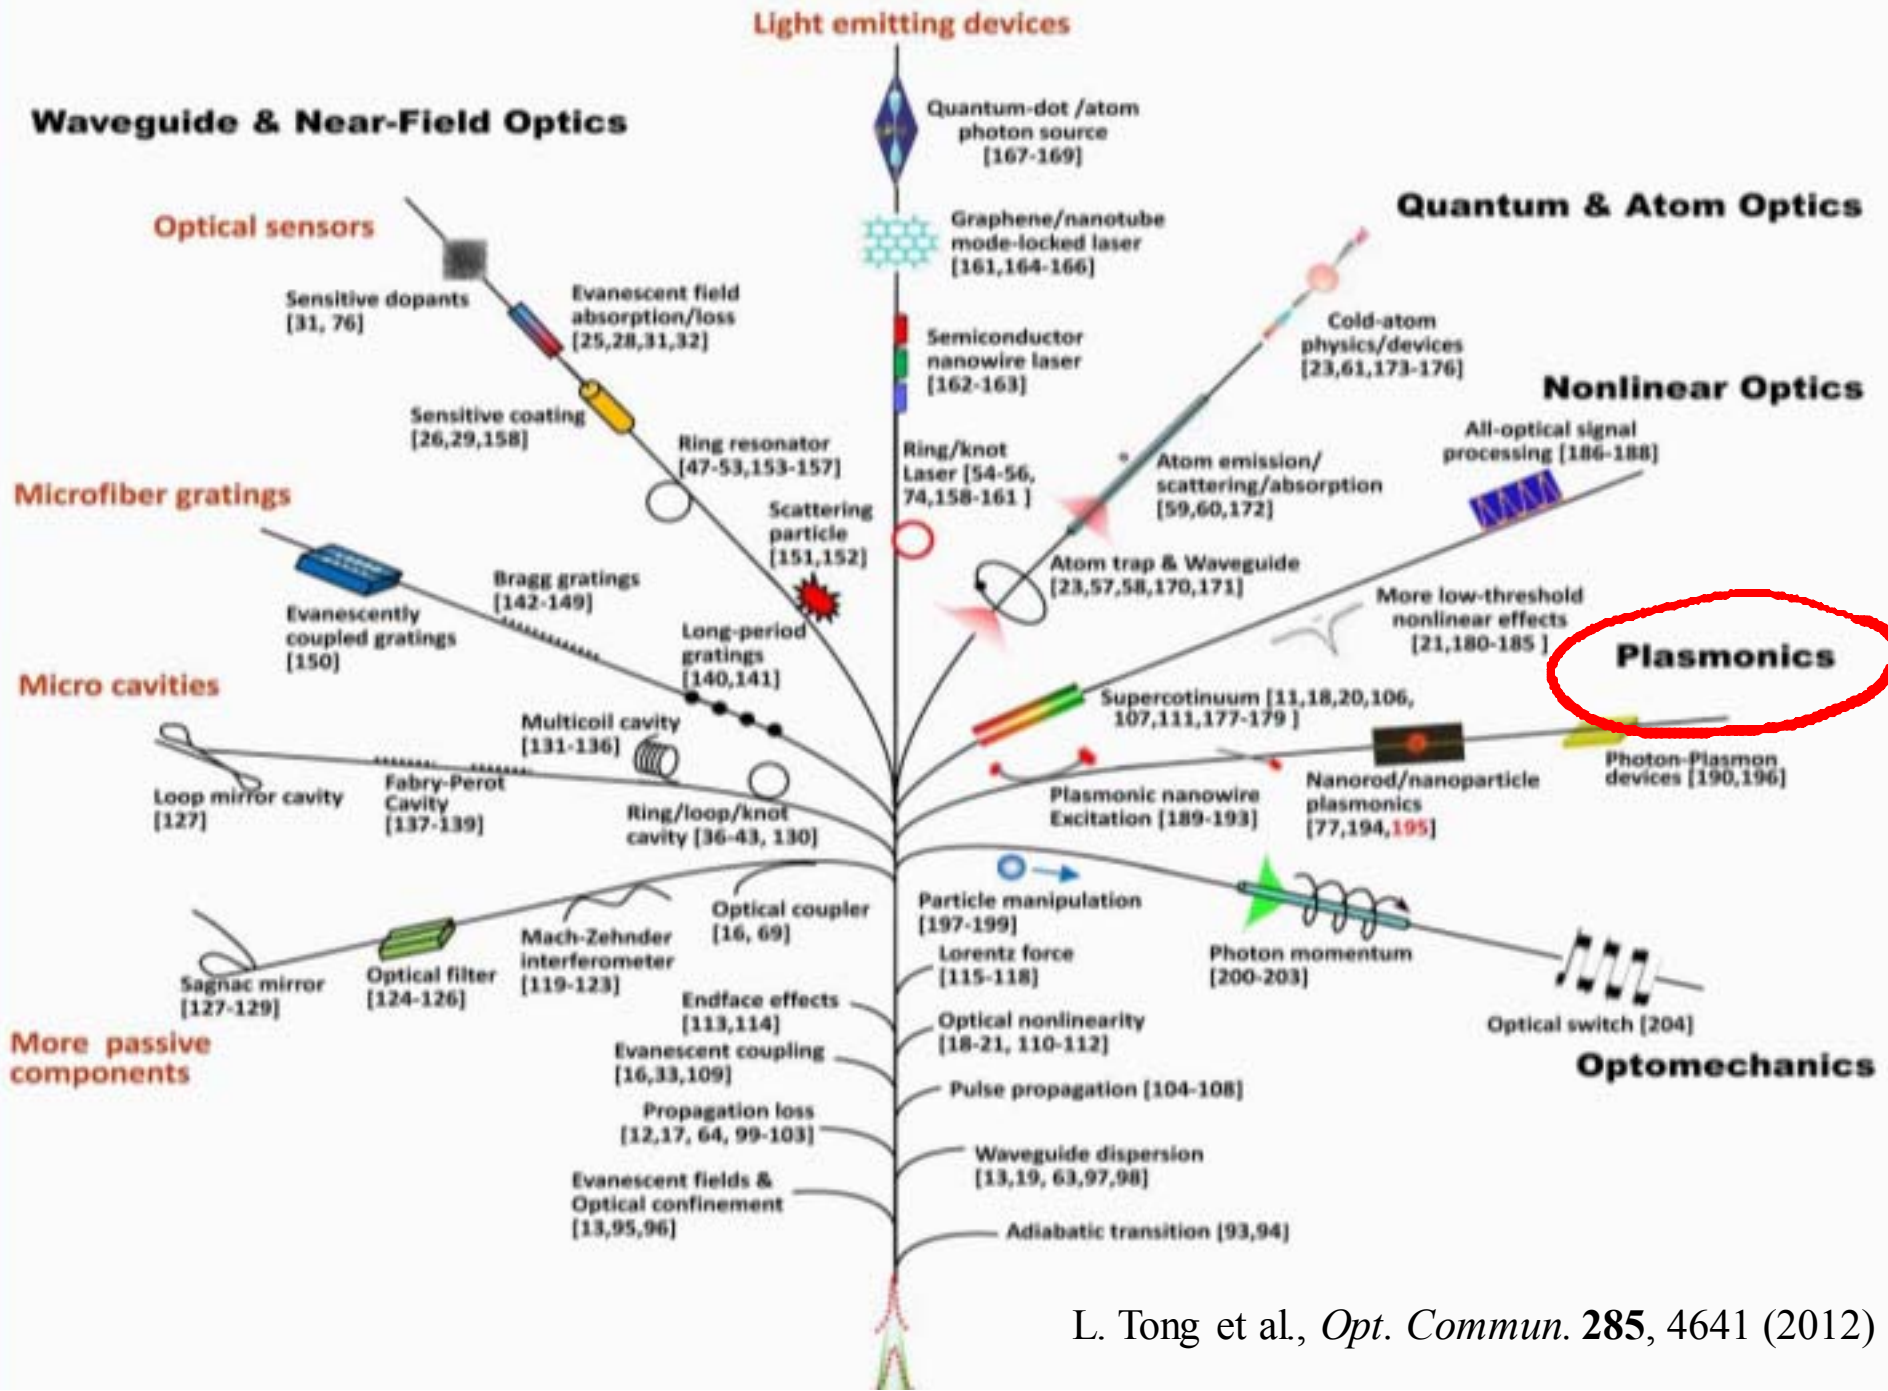 Light emitting devices
Waveguide & Near-Field Optics
Quantum-dot /atom
photon source
[167-169]
Quantum & Atom Optics
Optical sensors
Graphene/nanotube
mode-locked laser
[161,164-166]
Sensitive dopants
[31, 76]
Evanescent field
absorption/loss
[25,28,31,32]
Semiconductor
nanowire laser
[162-163]
Cold-atom
physics/devices
[23,61,173-176]
Nonlinear Optics
Sensitive coating
[26,29,158]
Ring resonator
[47-53,153-157]
Ring/knot
Laser [54-56,
74,158-161 ]
Atom emission/
scattering/absorption
[59,60,172]
All-optical signal
processing [186-188]
Microfiber gratings
Scattering
particle
[151,152]
Atom trap & Waveguide
[23,57,58,170,171]
Bragg gratings
[142-149]
Evanescently
coupled gratings
[150]
Long-period
gratings
[140,141]
More low-threshold
nonlinear effects
[21,180-185 ]
Plasmonics
Micro cavities
Multicoil cavity
[131-136]
Supercotinuum [11,18,20,106,
107,111,177-179 ]
Loop mirror cavity
[127]
Fabry-Perot
Cavity
[137-139]
Ring/loop/knot
cavity [36-43, 130]
Plasmonic nanowire
Excitation [189-193]
Nanorod/nanoparticle
plasmonics
[77,194,195]
Photon-Plasmon
devices [190,196]
Optical coupler
[16, 69]
Particle manipulation
[197-199]
Mach-Zehnder
interferometer
[119-123]
Optical filter
[124-126]
Sagnac mirror
[127-129]
Lorentz force
[115-118]
Photon momentum
[200-203]
Endface effects
[113,114]
Optical nonlinearity
[18-21, 110-112]
Optical switch [204]
More passive
components
Evanescent coupling
[16,33,109]
Optomechanics
Pulse propagation [104-108]
Propagation loss
[12,17, 64, 99-103]
Waveguide dispersion
[13,19, 63,97,98]
Evanescent fields &
Optical confinement
[13,95,96]
Adiabatic transition [93,94]
L. Tong et al., Opt. Commun. 285, 4641 (2012)